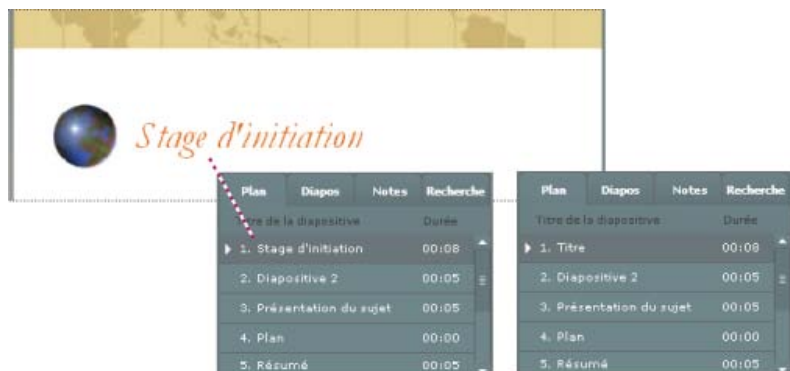 Stage d'initiation
Plan Diapos Notes Recherche
Titre de la diapositive Durée
1. Stage d'initiation 00:08
2. Diapositive 2 00:05
3. Présentation du sujet 00:05
4. Plan 00:00
5. Résumé 00:05
Plan Diapos Notes Recherche
Titre de la diapositive Durée
1. Titre 00:08
2. Diapositive 2 00:05
3. Présentation du sujet 00:05
4. Plan 00:00
5. Résumé 00:05